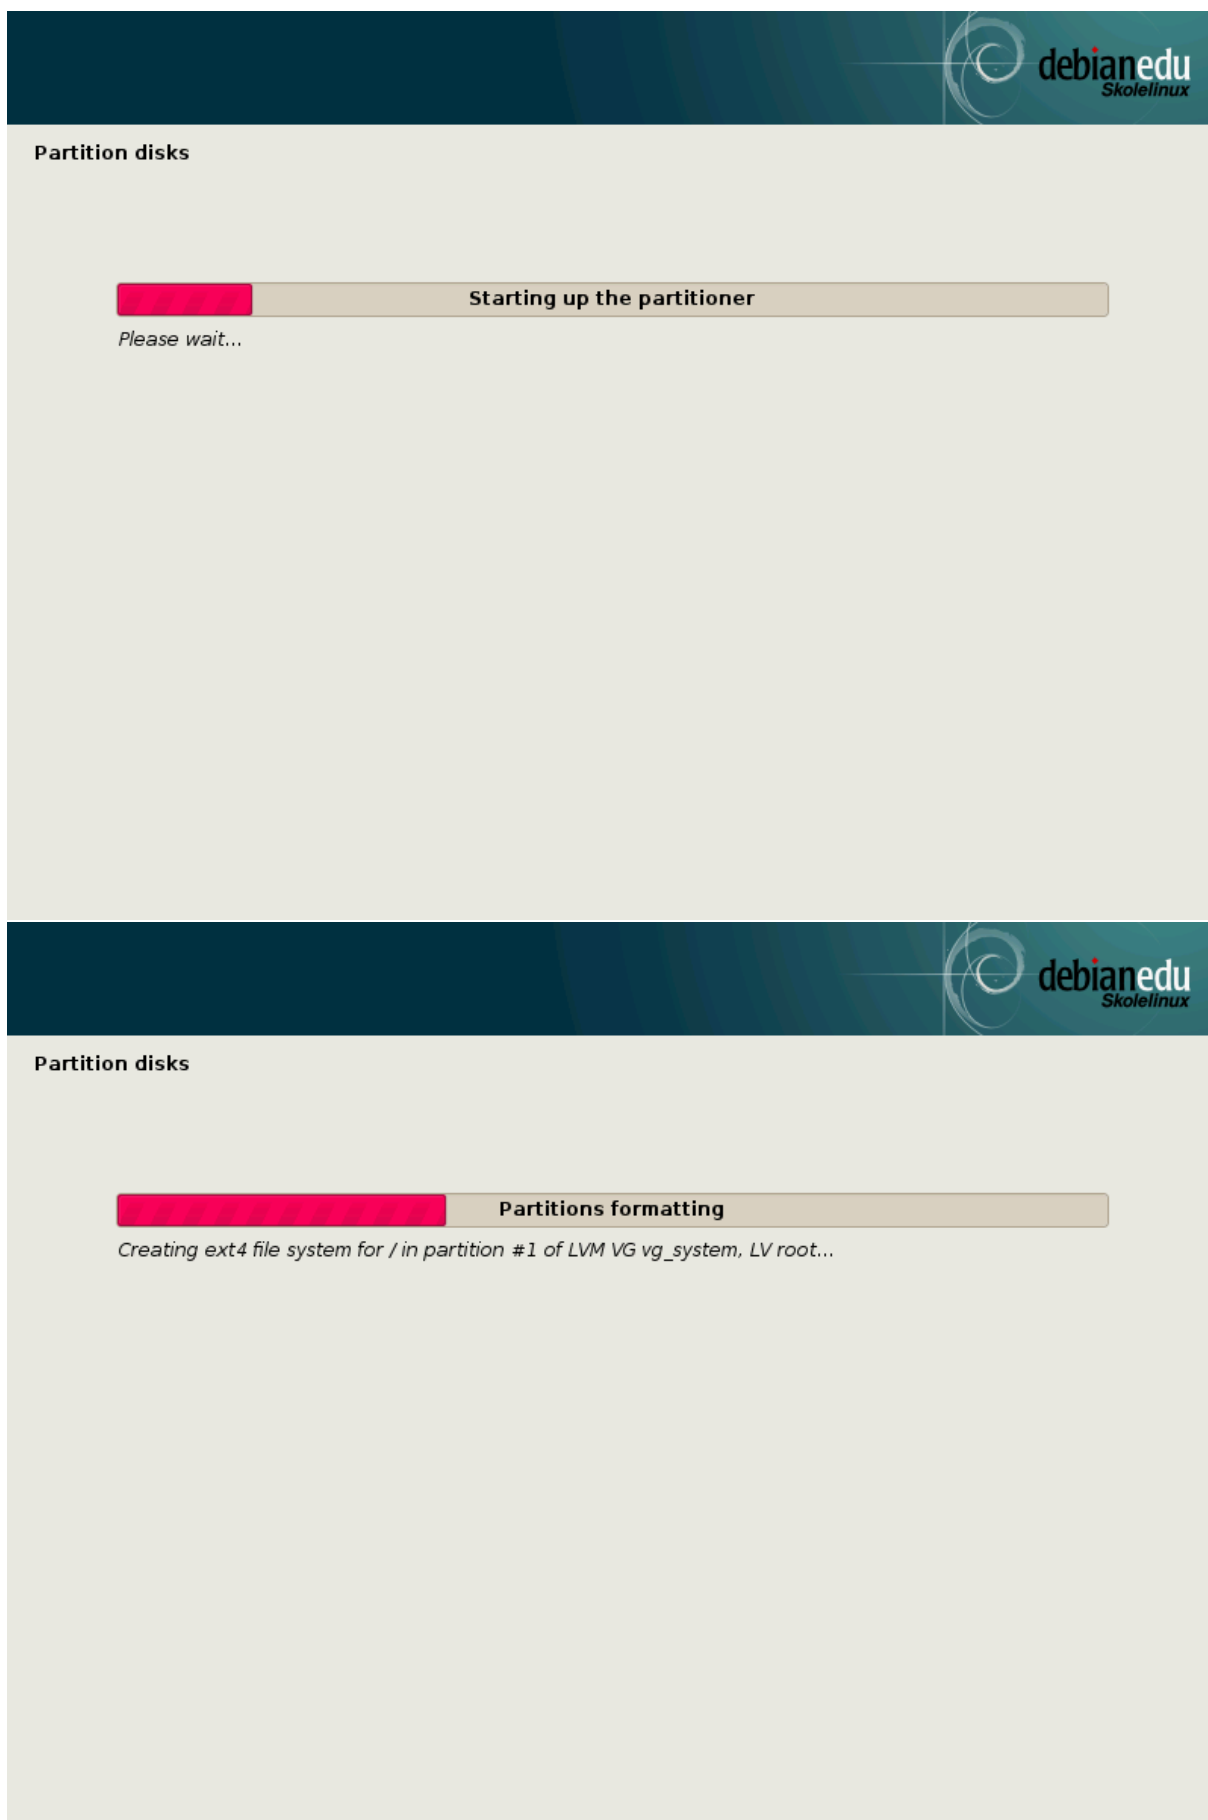 debianedu
Skolelinux
Partition disks
Starting up the partitioner
Please wait...
debianedu
Skolelinux
Partition disks
Partitions formatting
Creating ext4 file system for / in partition #1 of LVM VG vg_system, LV root...